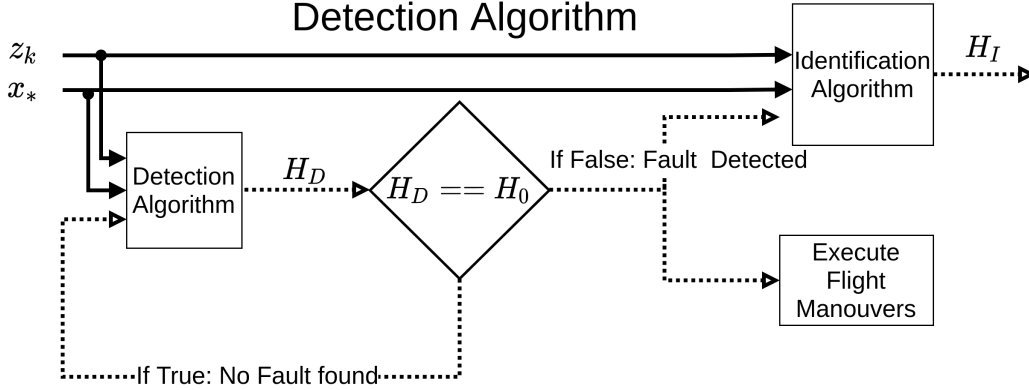 Detection Algorithm
z_k
x_*
Identification
Algorithm
H_I
If False: Fault  Detected
Detection
Algorithm
H_D
H_D == H_0
Execute
Flight
Manouvers
If True: No Fault found